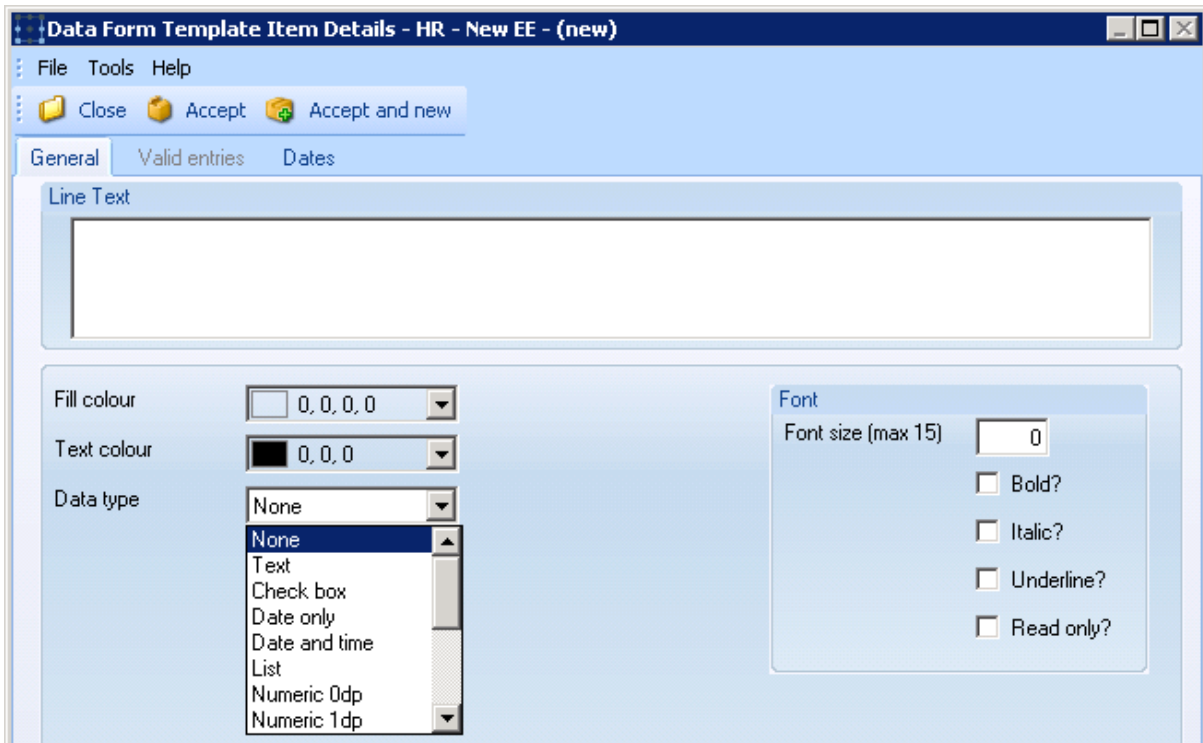 Data Form Template Item Details - HR - New EE - (new)
File Tools Help
Close Accept Accept and new
General Valid entries Dates
Line Text
Fill colour 0, 0, 0, 0
Text colour 0, 0, 0
Data type None
None
Text
Check box
Date only
Date and time
List
Numeric 0dp
Numeric 1dp
Font
Font size (max 15) 0
Bold?
Italic?
Underline?
Read only?